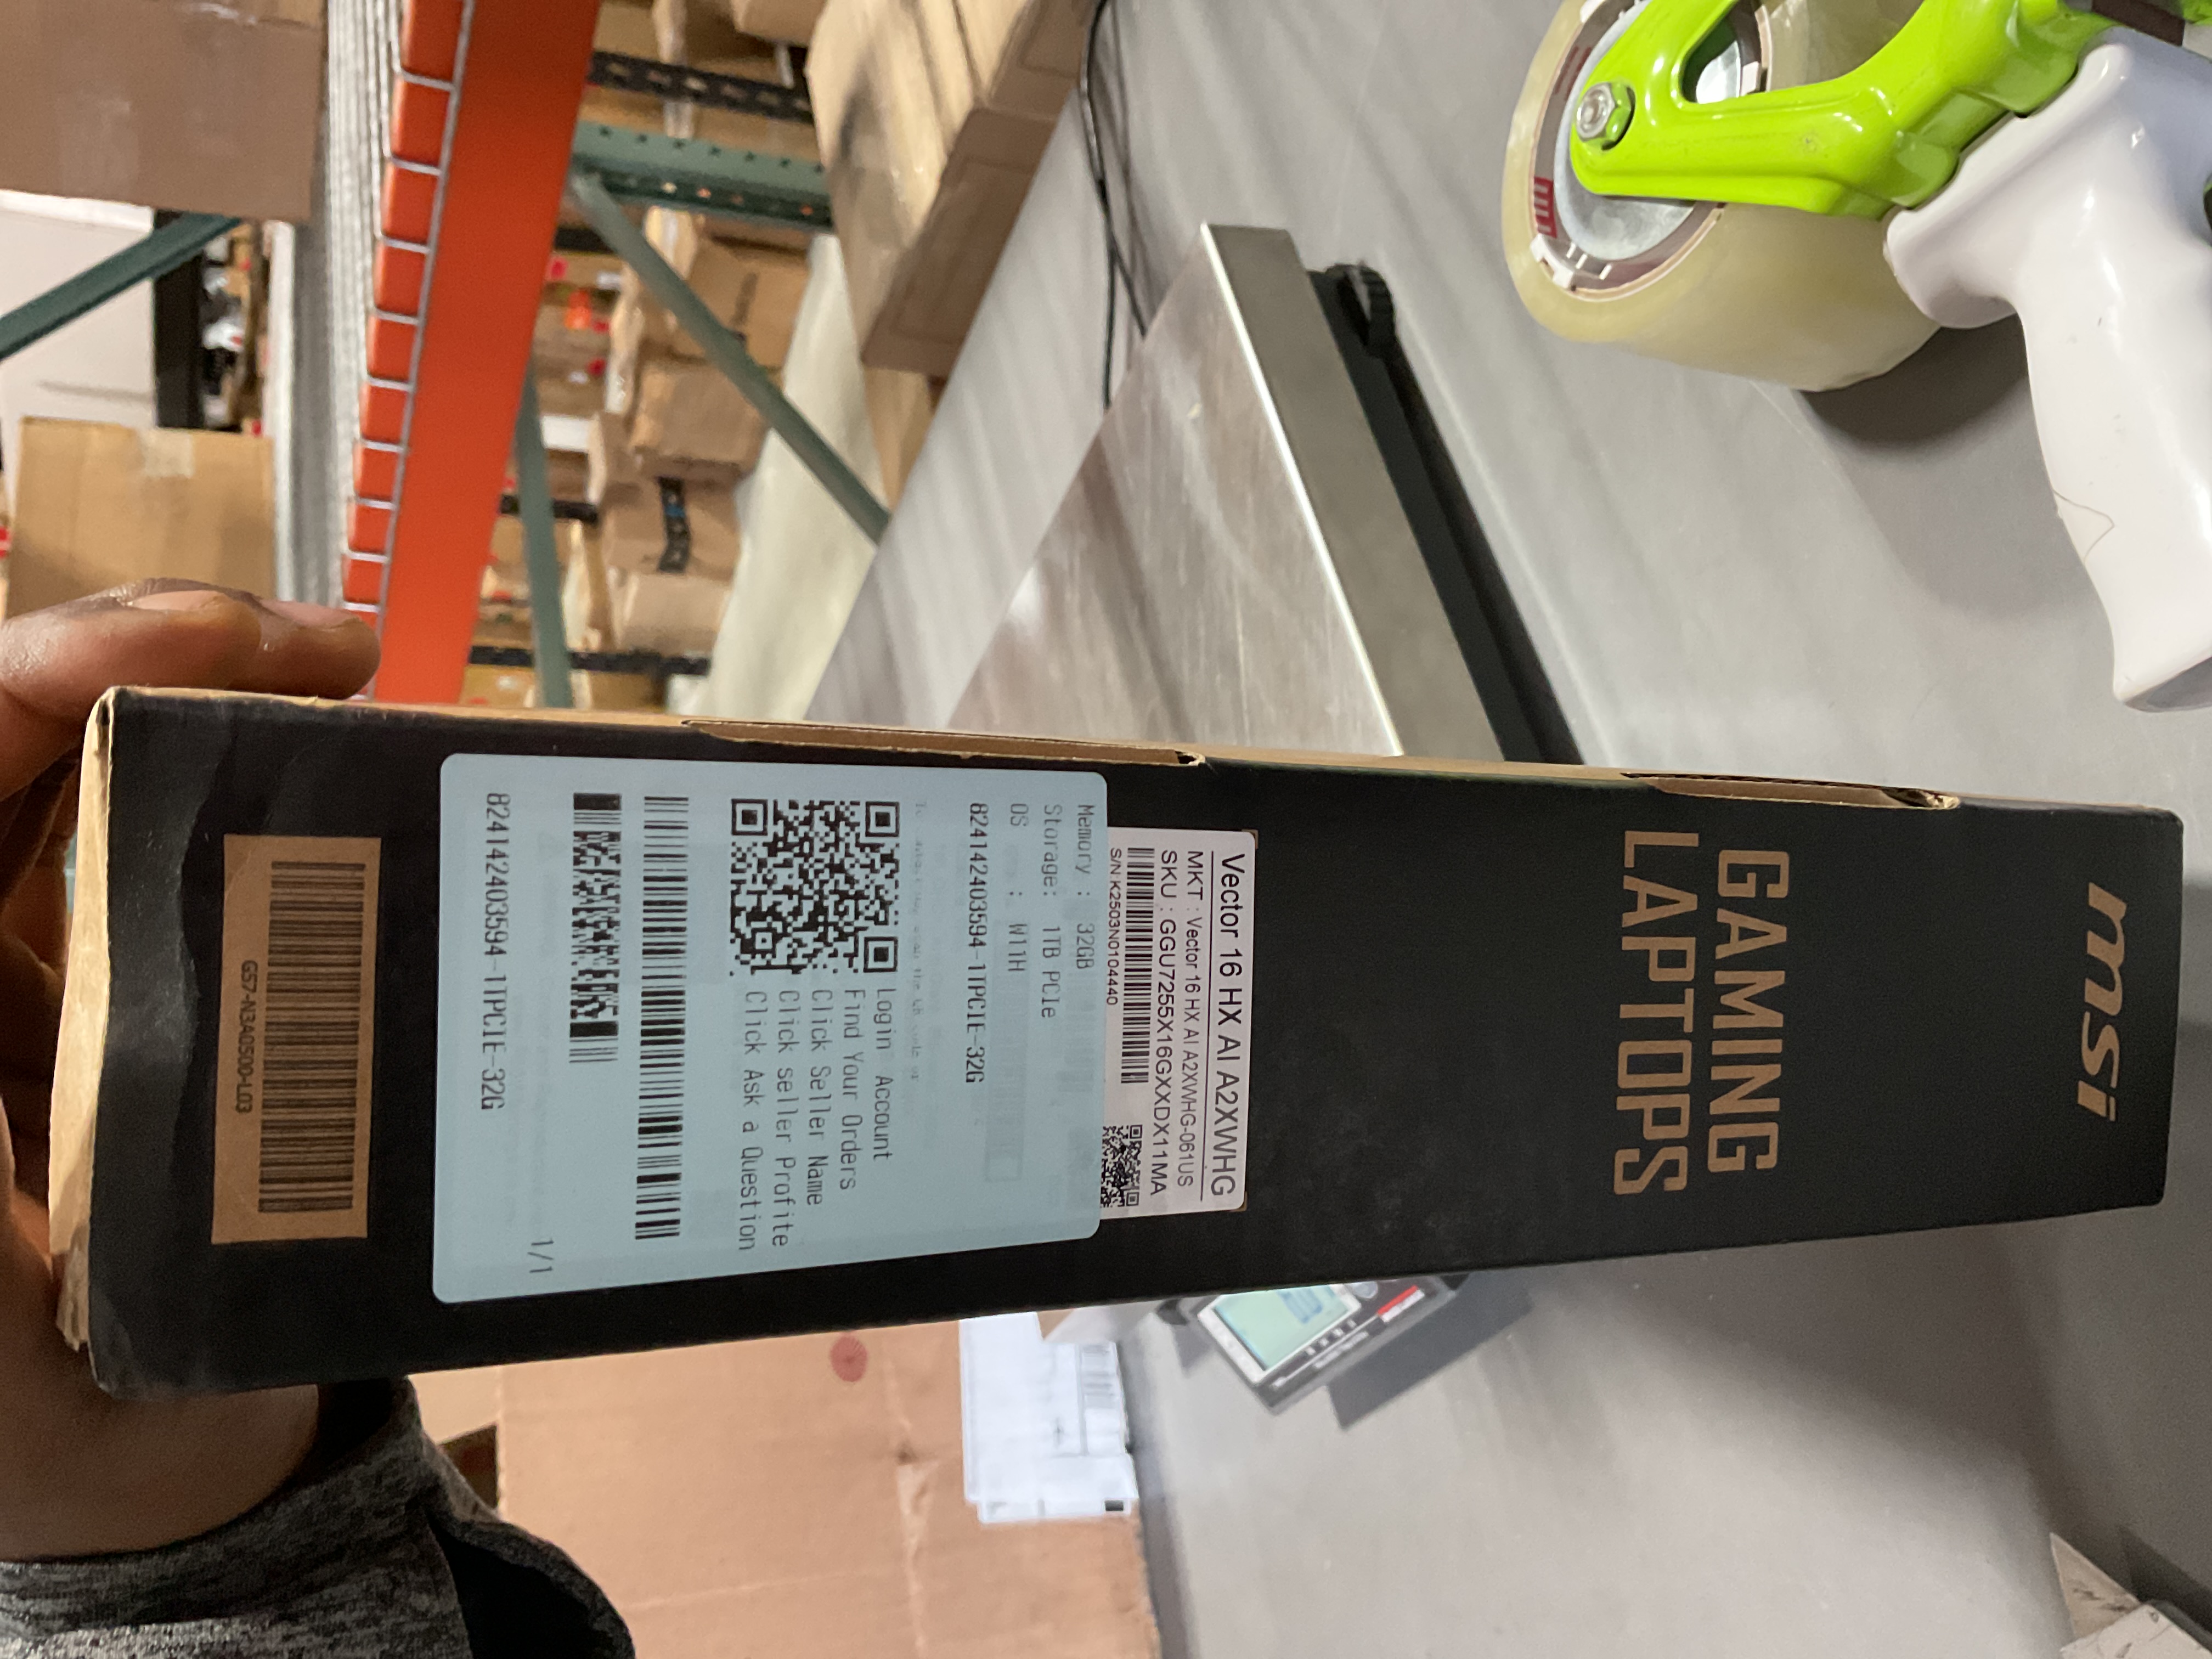 msi
GAMING
LAPTOPS
Vector 16 HX AI A2XWHG
MKT : Vector 16 HX AI A2XWHG-061US
SKU : GGU7255X16GXXDX11MA
S/N K2503N0104440
Memory : 32GB
Storage: 1TB PCIe
OS : W11H
824142403594-1TPCIE-32G
Login Account
Find Your Orders
Click Seller Name
Click seller Profite
Click Ask a Question
1/1
824142403594-1TPCIE-32G
G57-N3A0500-L03